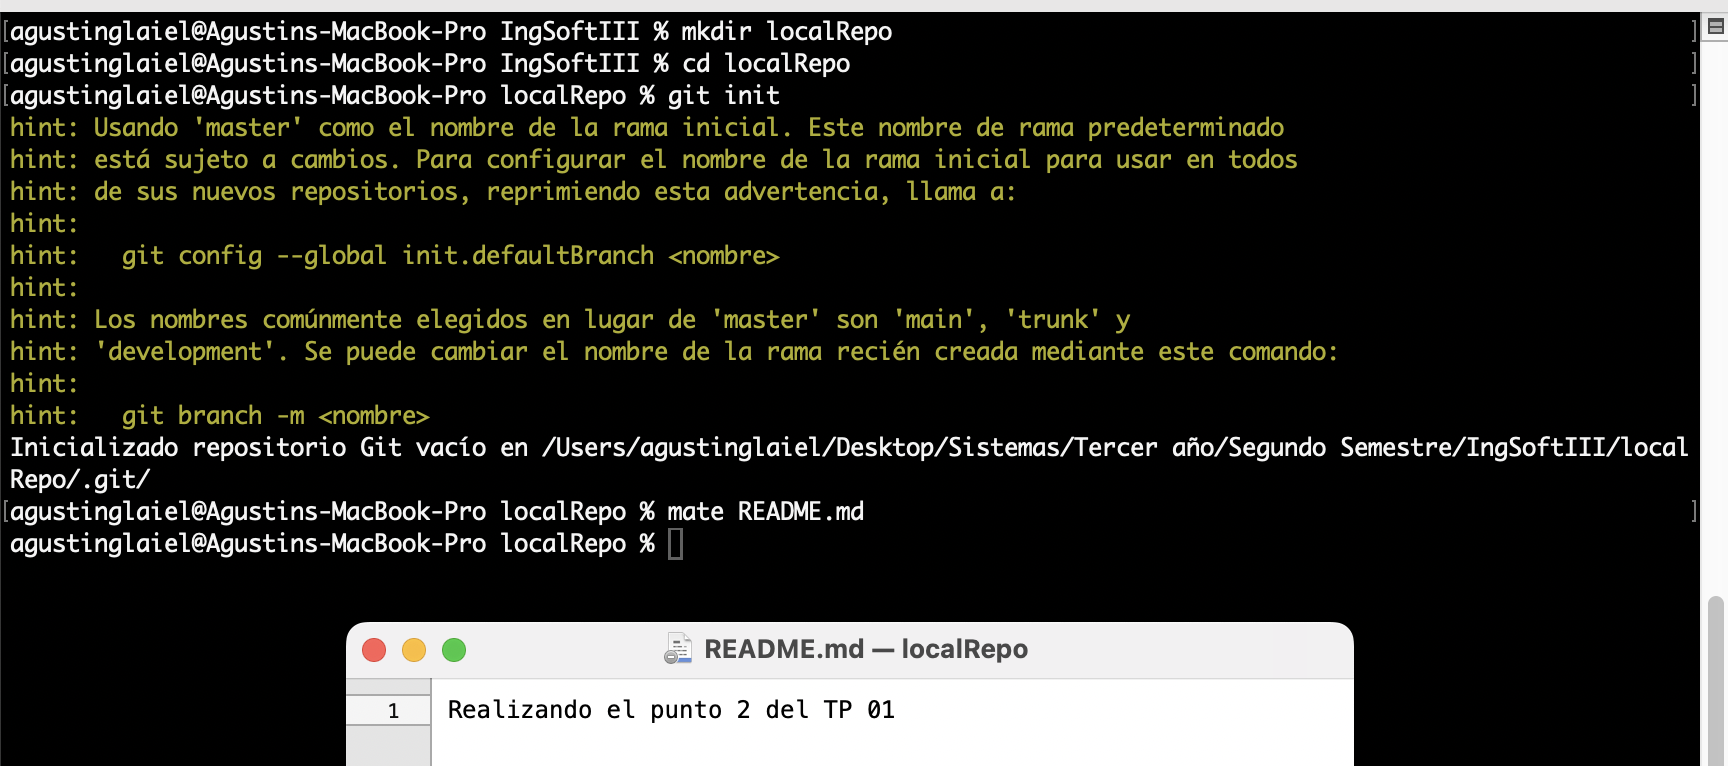 [agustinglaiel@Agustins-MacBook-Pro IngSoftIII % mkdir localRepo ]
[agustinglaiel@Agustins-MacBook-Pro IngSoftIII % cd localRepo ]
[agustinglaiel@Agustins-MacBook-Pro localRepo % git init ]
hint: Usando 'master' como el nombre de la rama inicial. Este nombre de rama predeterminado
hint: está sujeto a cambios. Para configurar el nombre de la rama inicial para usar en todos
hint: de sus nuevos repositorios, reprimiendo esta advertencia, llama a:
hint:
hint:   git config --global init.defaultBranch <nombre>
hint:
hint: Los nombres comúnmente elegidos en lugar de 'master' son 'main', 'trunk' y
hint: 'development'. Se puede cambiar el nombre de la rama recién creada mediante este comando:
hint:
hint:   git branch -m <nombre>
Inicializado repositorio Git vacío en /Users/agustinglaiel/Desktop/Sistemas/Tercer año/Segundo Semestre/IngSoftIII/local
Repo/.git/
[agustinglaiel@Agustins-MacBook-Pro localRepo % mate README.md ]
agustinglaiel@Agustins-MacBook-Pro localRepo %
README.md — localRepo
1 Realizando el punto 2 del TP 01